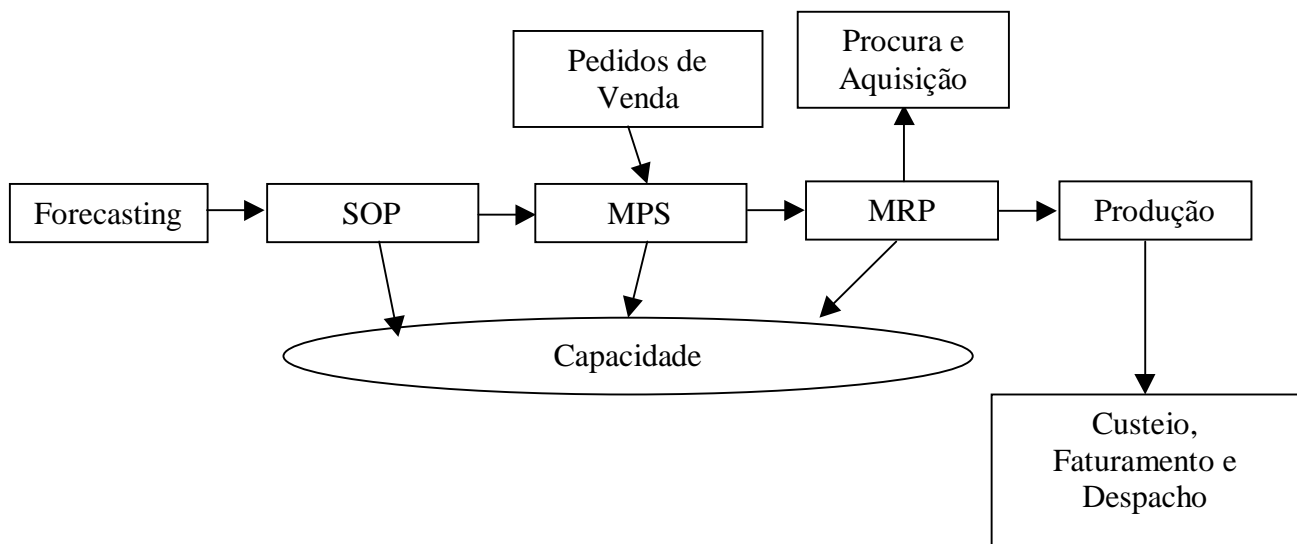 Procura e
Aquisição
Pedidos de
Venda
Forecasting
SOP
MPS
MRP
Produção
Capacidade
Custeio,
Faturamento e
Despacho